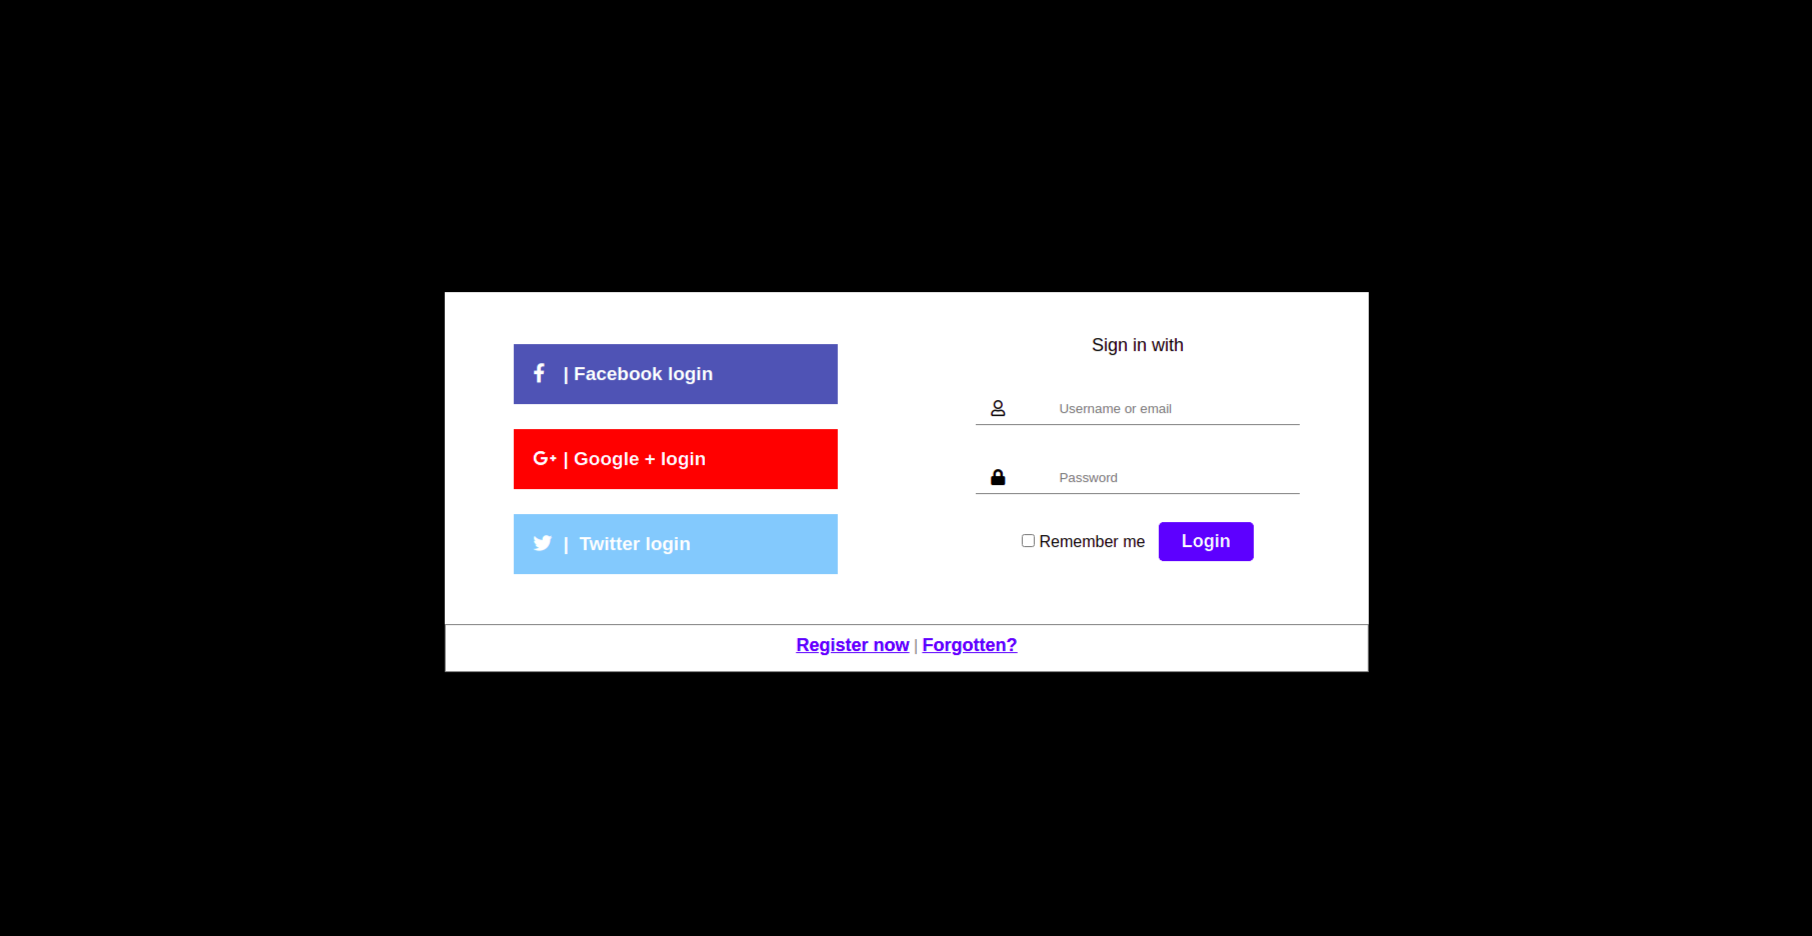 | Facebook login
G+ | Google + login
| Twitter login
Sign in with
Username or email
Password
Remember me
Login
Register now | Forgotten?